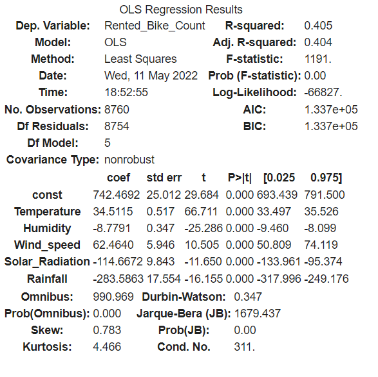 OLS Regression Results
Dep. Variable: Rented_Bike_Count R-squared: 0.405
Model: OLS Adj. R-squared: 0.404
Method: Least Squares F-statistic: 1191.
Date: Wed, 11 May 2022 Prob (F-statistic): 0.00
Time: 18:52:55 Log-Likelihood: -66827.
No. Observations: 8760 AIC: 1.337e+05
Df Residuals: 8754 BIC: 1.337e+05
Df Model: 5
Covariance Type: nonrobust
coef std err t P>|t| [0.025 0.975]
const 742.4692 25.012 29.684 0.000 693.439 791.500
Temperature 34.5115 0.517 66.711 0.000 33.497 35.526
Humidity -8.7791 0.347 -25.286 0.000 -9.460 -8.099
Wind_speed 62.4640 5.946 10.505 0.000 50.809 74.119
Solar_Radiation -114.6672 9.843 -11.650 0.000 -133.961 -95.374
Rainfall -283.5863 17.554 -16.155 0.000 -317.996 -249.176
Omnibus: 990.969 Durbin-Watson: 0.347
Prob(Omnibus): 0.000 Jarque-Bera (JB): 1679.437
Skew: 0.783 Prob(JB): 0.00
Kurtosis: 4.466 Cond. No. 311.